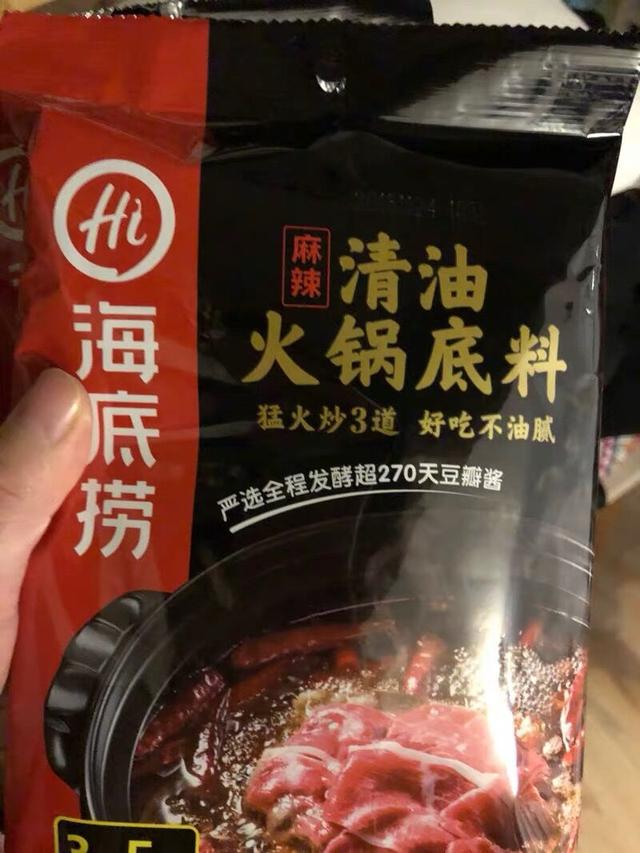 Hi
海底捞
麻辣
清油
火锅底料
猛火炒3道 好吃不油腻
严选全程发酵超270天豆瓣酱